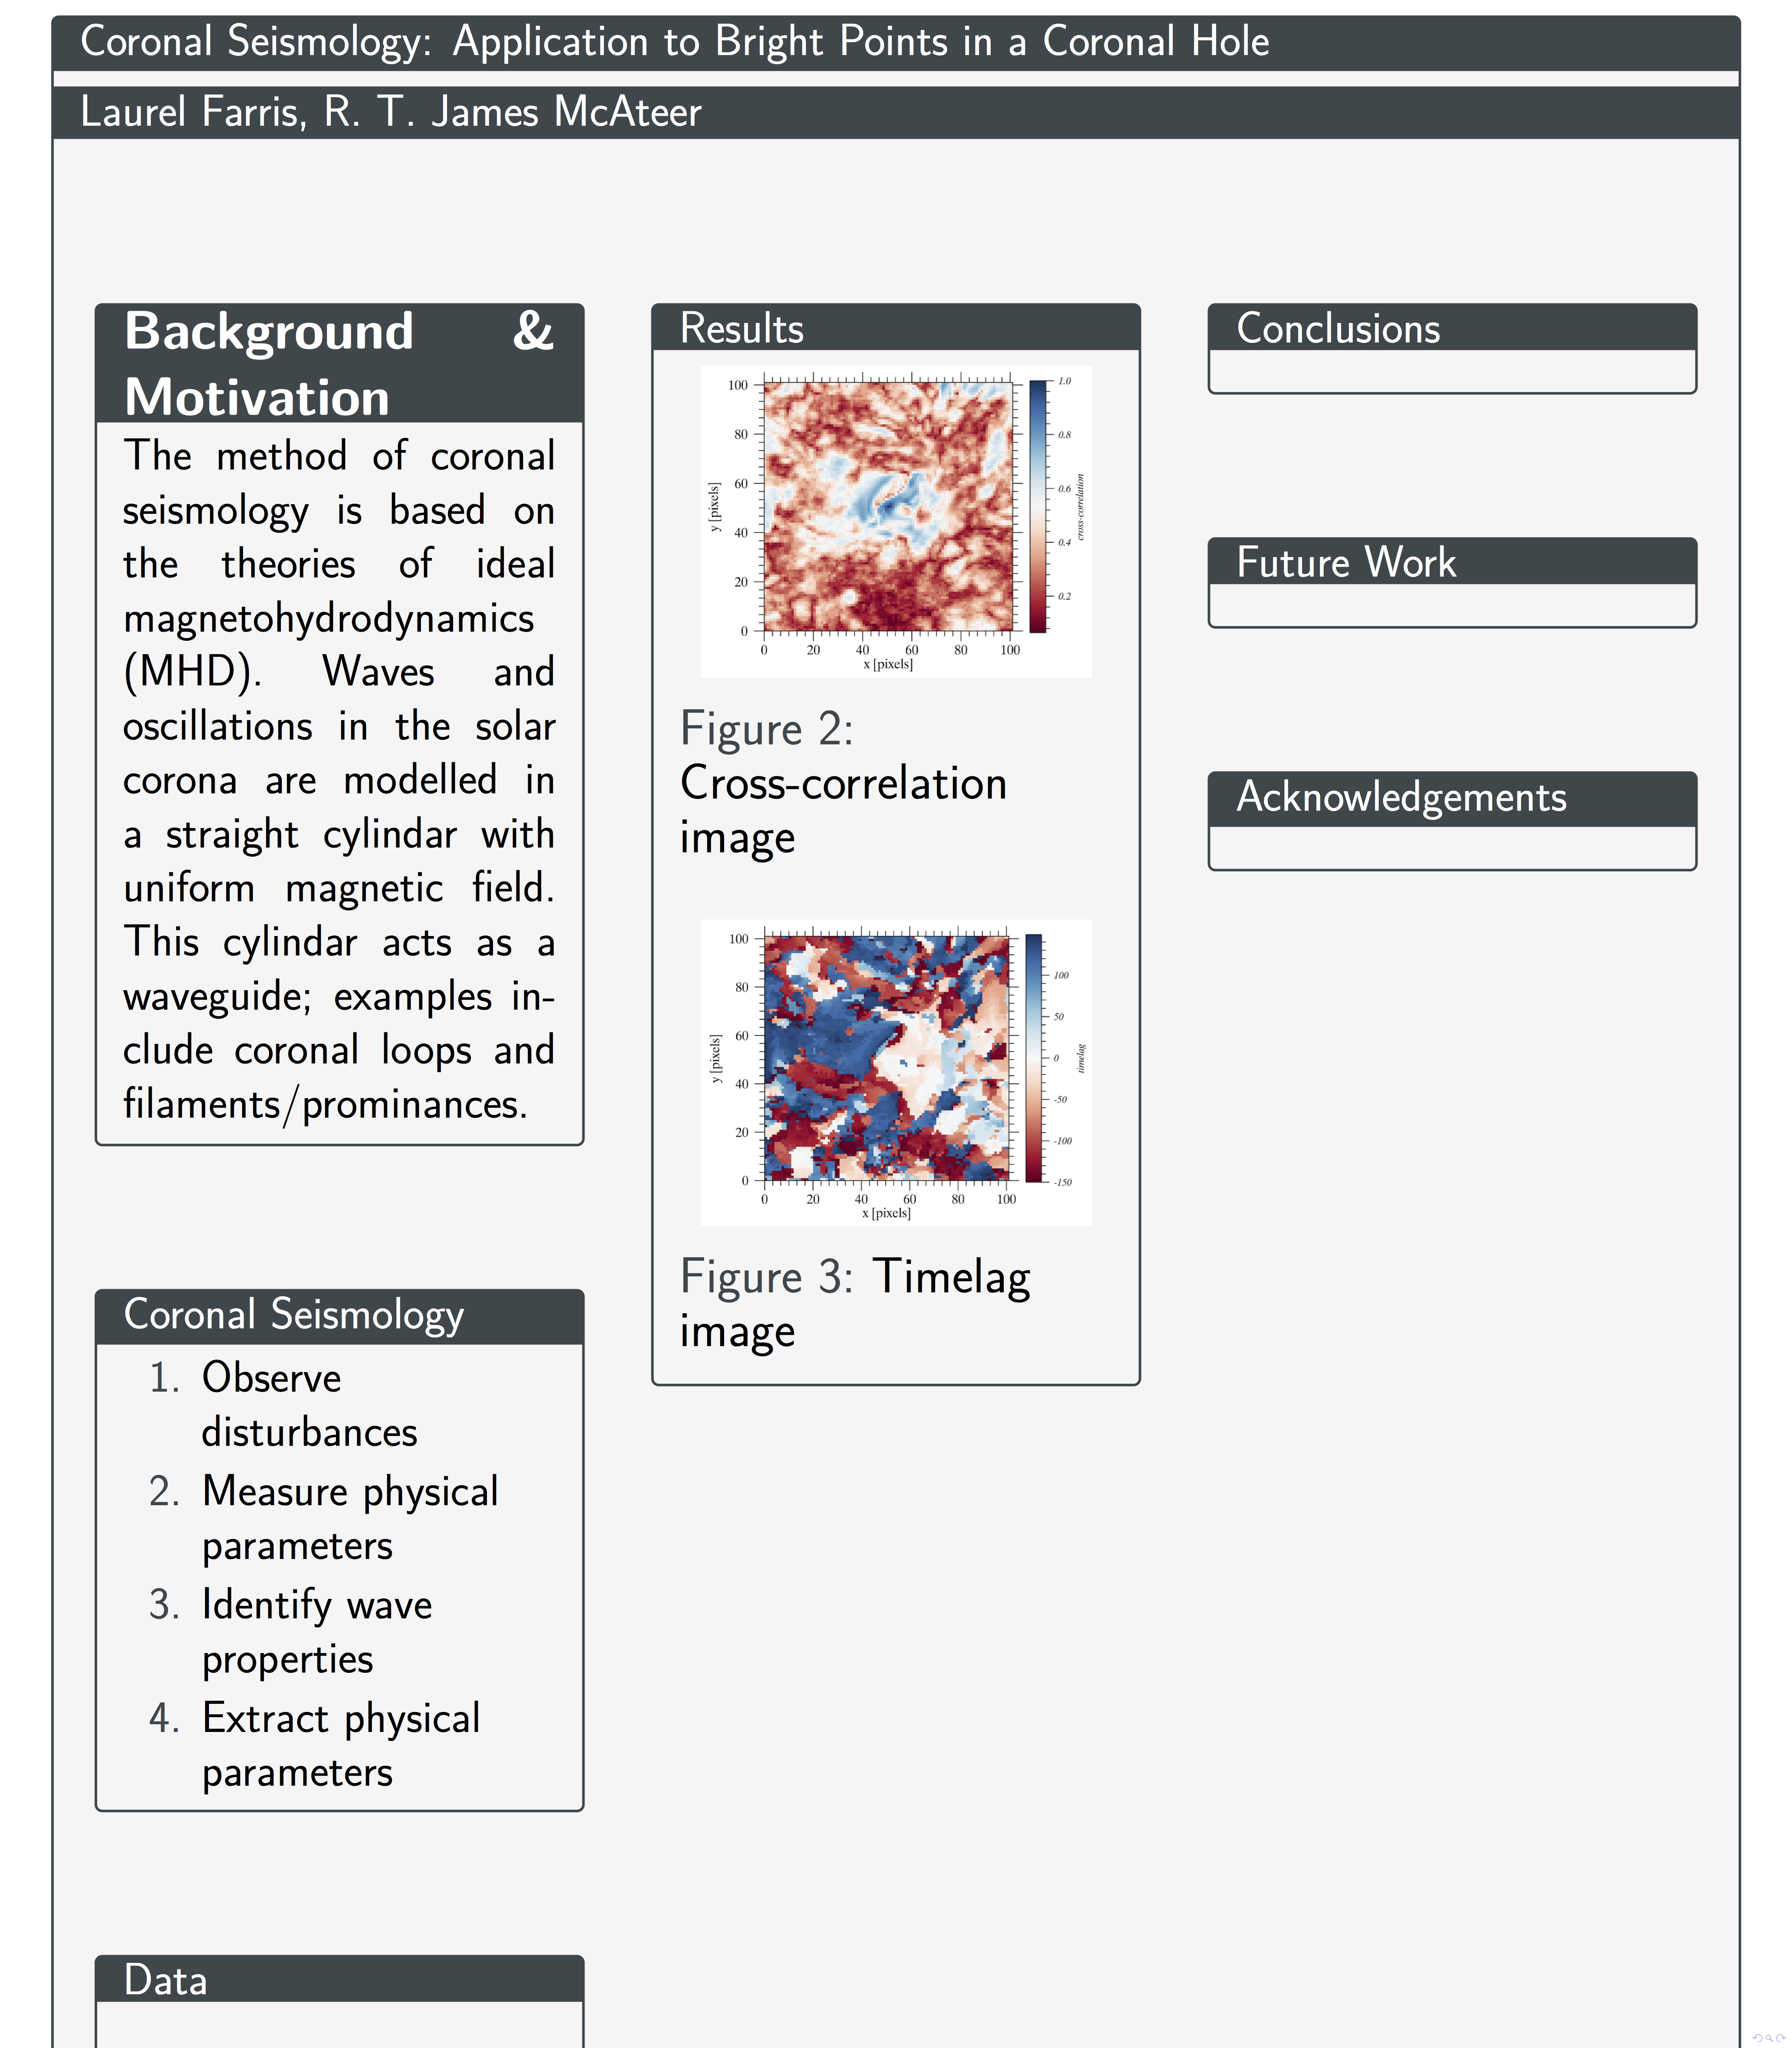 Coronal Seismology: Application to Bright Points in a Coronal Hole
Laurel Farris, R. T. James McAteer
Background &
Motivation
The method of coronal
seismology is based on
the theories of ideal
magnetohydrodynamics
(MHD). Waves and
oscillations in the solar
corona are modelled in
a straight cylindar with
uniform magnetic field.
This cylindar acts as a
waveguide; examples in-
clude coronal loops and
filaments/prominances.
Coronal Seismology
1. Observe
disturbances
2. Measure physical
parameters
3. Identify wave
properties
4. Extract physical
parameters
Data
Results
100
80
60
40
20
0
y [pixels]
0 20 40 60 80 100
x [pixels]
1.0
0.8
0.6
0.4
0.2
cross-correlation
Figure 2:
Cross-correlation
image
100
80
60
40
20
0
y [pixels]
0 20 40 60 80 100
x [pixels]
100
50
0
-50
-100
-150
timelag
Figure 3: Timelag
image
Conclusions
Future Work
Acknowledgements